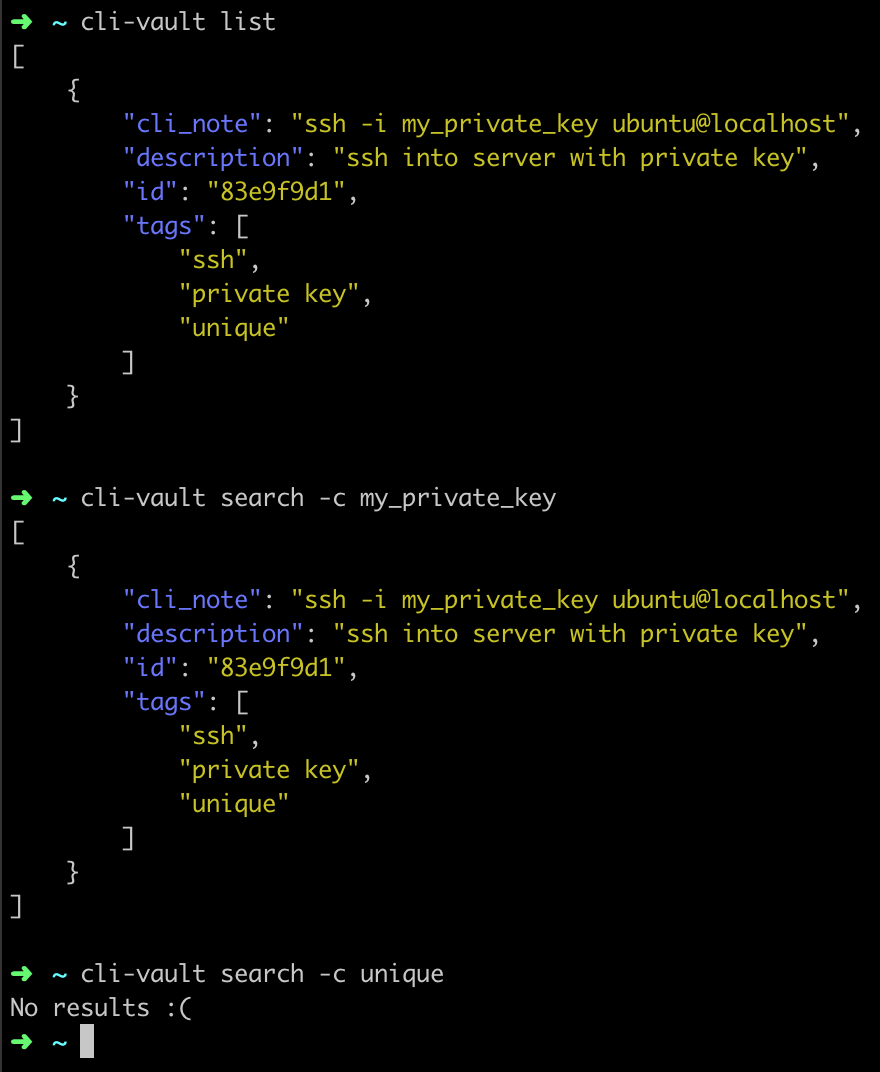 ➜ ~ cli-vault list
[
    {
        "cli_note": "ssh -i my_private_key ubuntu@localhost",
        "description": "ssh into server with private key",
        "id": "83e9f9d1",
        "tags": [
            "ssh",
            "private key",
            "unique"
        ]
    }
]
➜ ~ cli-vault search -c my_private_key
[
    {
        "cli_note": "ssh -i my_private_key ubuntu@localhost",
        "description": "ssh into server with private key",
        "id": "83e9f9d1",
        "tags": [
            "ssh",
            "private key",
            "unique"
        ]
    }
]
➜ ~ cli-vault search -c unique
No results :(
➜ ~